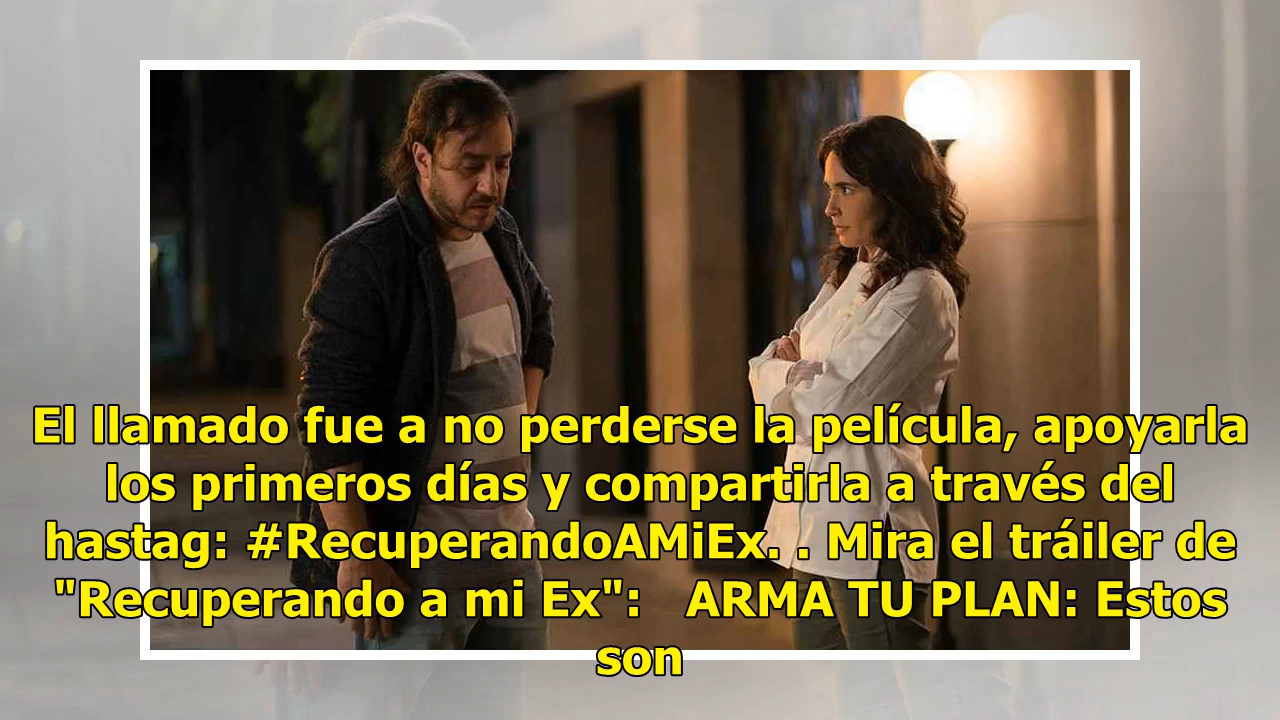 El llamado fue a no perderse la película, apoyarla
los primeros días y compartirla a través del
hastag: #RecuperandoAMiEx. . Mira el tráiler de
"Recuperando a mi Ex":   ARMA TU PLAN: Estos
son